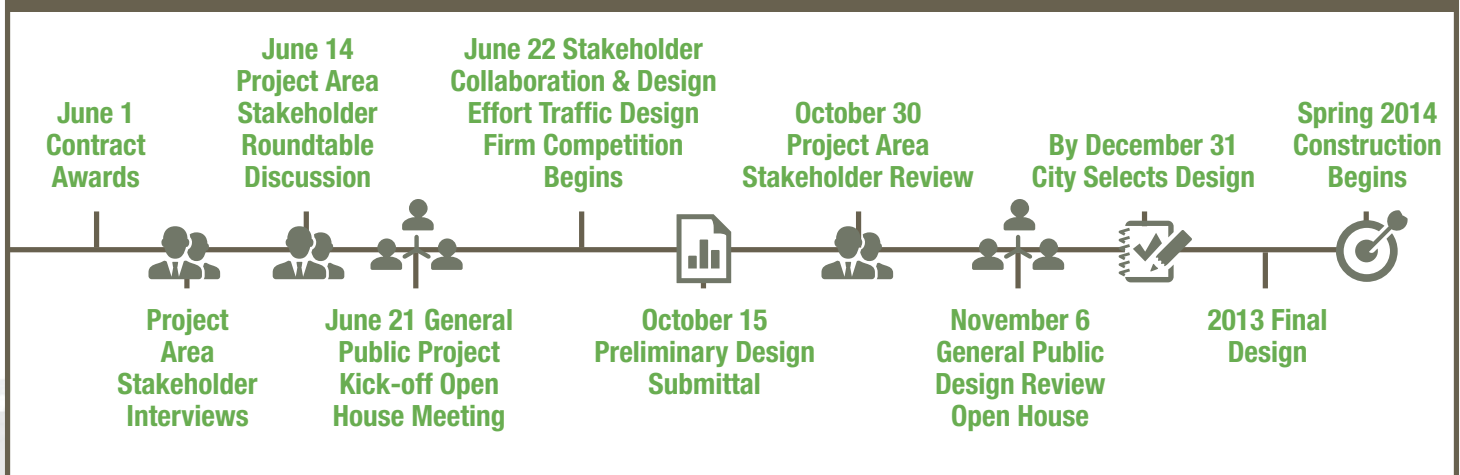 June 1
Contract
Awards
Project
Area
Stakeholder
Interviews
June 14
Project Area
Stakeholder
Roundtable
Discussion
June 21 General
Public Project
Kick-off Open
House Meeting
June 22 Stakeholder
Collaboration & Design
Effort Traffic Design
Firm Competition
Begins
October 15
Preliminary Design
Submittal
October 30
Project Area
Stakeholder Review
November 6
General Public
Design Review
Open House
By December 31
City Selects Design
2013 Final
Design
Spring 2014
Construction
Begins